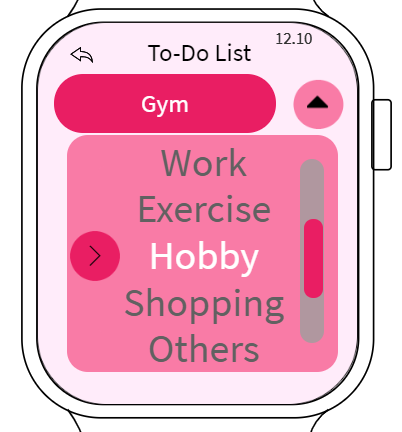 12.10
To-Do List
Gym
Work
Exercise
Hobby
Shopping
Others